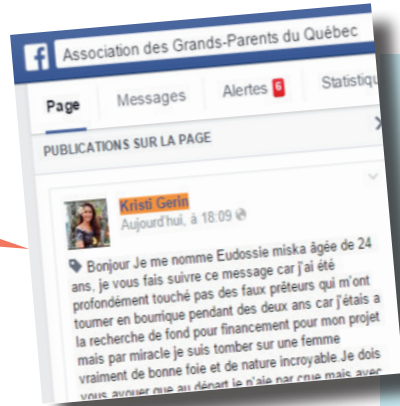 f Association des Grands-Parents du Québec
Page Messages Alertes 6 Statistiqu
PUBLICATIONS SUR LA PAGE
Kristi Gerin
Aujourd'hui, à 18:09
Bonjour Je me nomme Eudossie miska âgée de 24
ans, je vous fais suivre ce message car j'ai été
profondément touché pas des faux prêteurs qui m'ont
tourner en bourrique pendant des deux ans car j'étais a
la recherche de fond pour financement pour mon projet
mais par miracle je suis tomber sur une femme
vraiment de bonne foie et de nature incroyable.Je dois
vous avouer que au départ je n'aie par crue mais avec